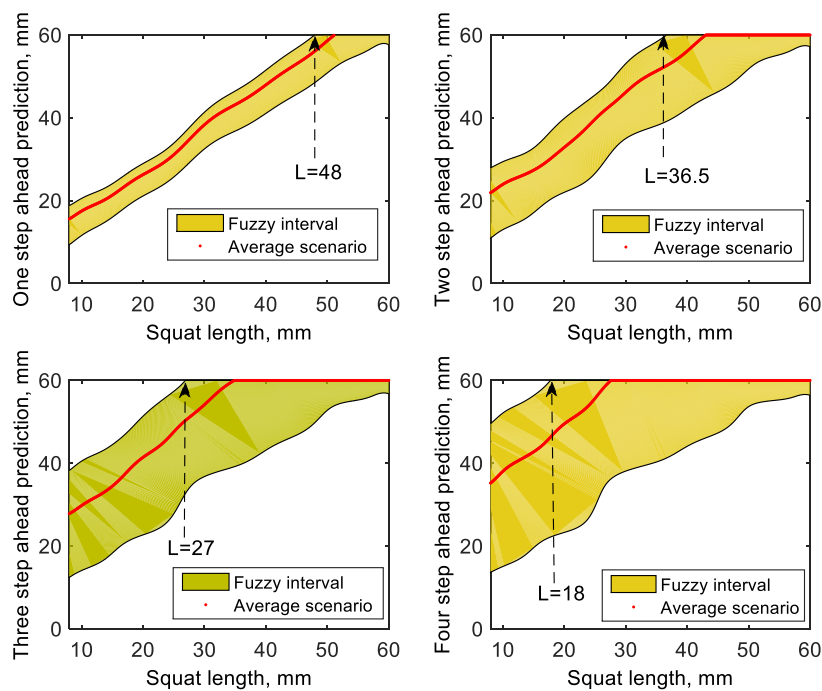 One step ahead prediction, mm
60
40
20
0
L=48
Fuzzy interval
Average scenario
10 20 30 40 50 60
Squat length, mm
Two step ahead prediction, mm
60
40
20
0
L=36.5
Fuzzy interval
Average scenario
10 20 30 40 50 60
Squat length, mm
Three step ahead prediction, mm
60
40
20
0
L=27
Fuzzy interval
Average scenario
10 20 30 40 50 60
Squat length, mm
Four step ahead prediction, mm
60
40
20
0
L=18
Fuzzy interval
Average scenario
10 20 30 40 50 60
Squat length, mm